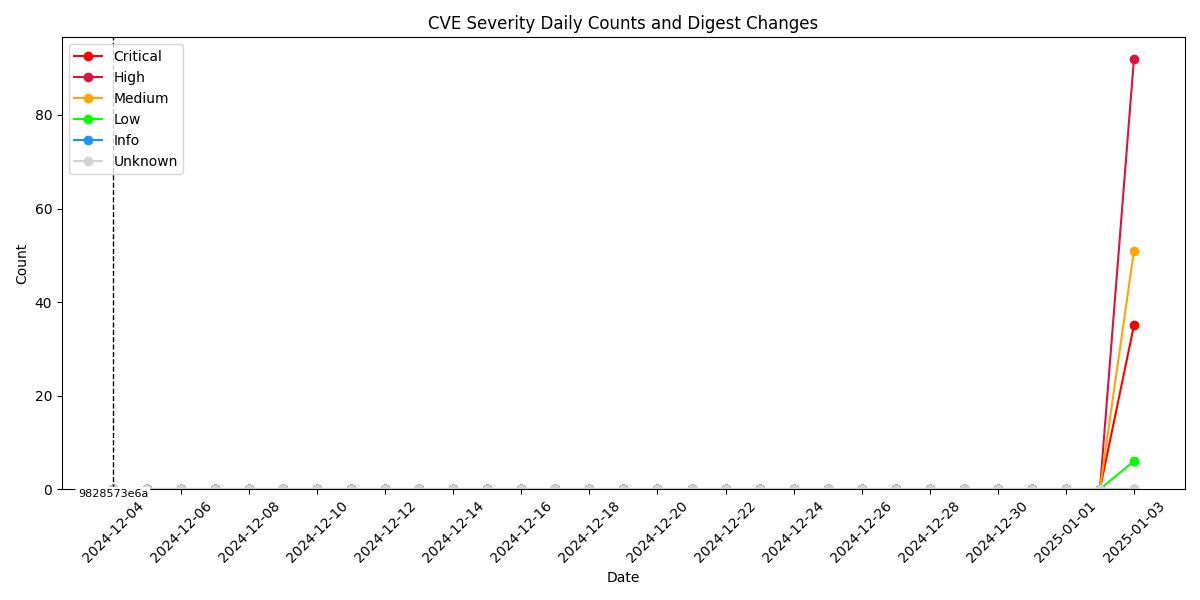 CVE Severity Daily Counts and Digest Changes
Critical
High
Medium
Low
Info
Unknown
80
60
40
20
0
Count
9828573e6a
2024-12-04
2024-12-06
2024-12-08
2024-12-10
2024-12-12
2024-12-14
2024-12-16
2024-12-18
2024-12-20
2024-12-22
2024-12-24
2024-12-26
2024-12-28
2024-12-30
2025-01-01
2025-01-03
Date